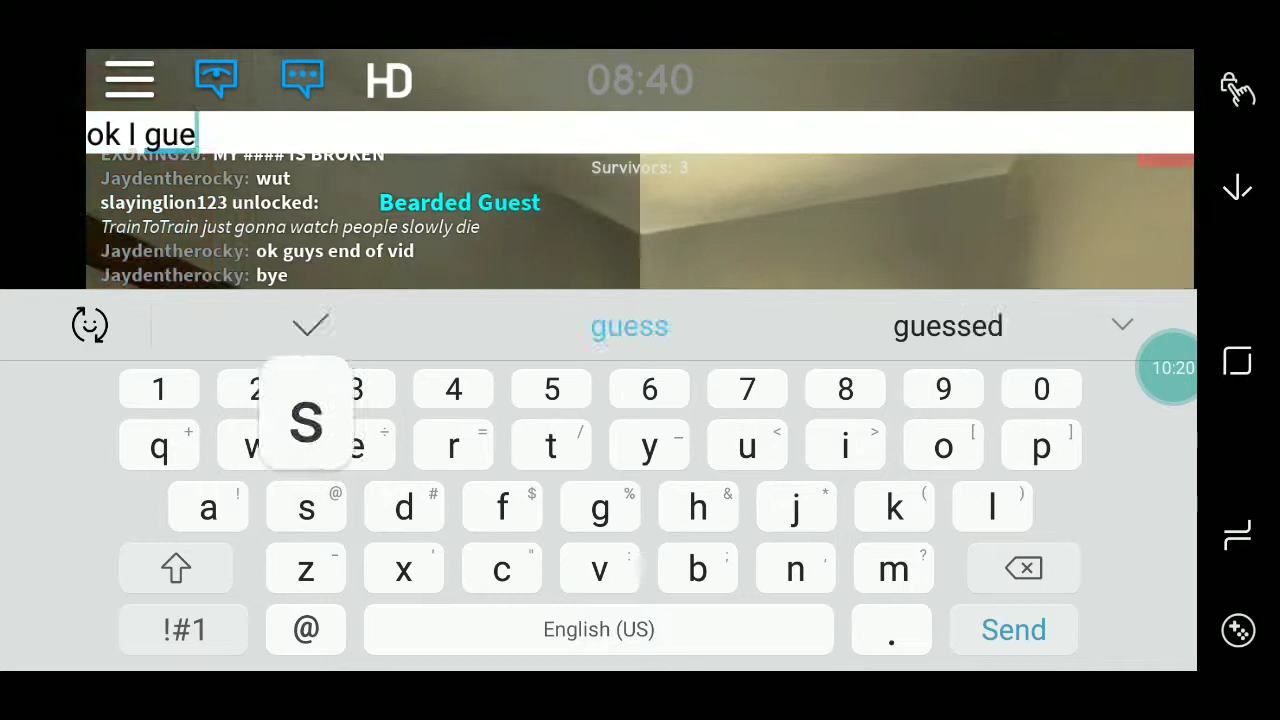 HD 08:40
ok I gue
EXOKING20: MY #### IS BROKEN
Survivors: 3
Jaydentherocky: wut
slayinglion123 unlocked: Bearded Guest
TrainToTrain just gonna watch people slowly die
Jaydentherocky: ok guys end of vid
Jaydentherocky: bye
guess guessed
10:20
1 2 3 4 5 6 7 8 9 0
s
q + w e ÷ r = t / y _ u < i > o [ p ]
a ! s @ d # f $ g % h & j * k ( l )
z - x ' c " v : b ; n , m ?
!#1 @ English (US) . Send